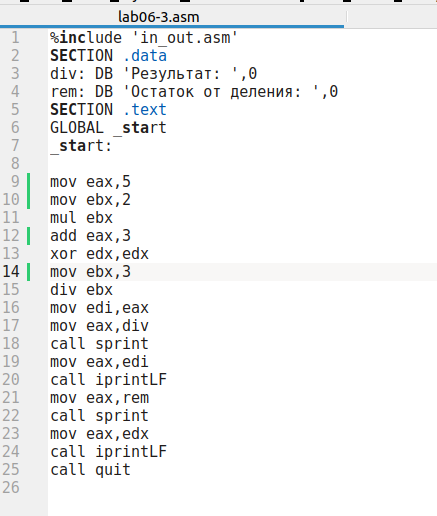 lab06-3.asm
1 %include 'in_out.asm'
2 SECTION .data
3 div: DB 'Результат: ',0
4 rem: DB 'Остаток от деления: ',0
5 SECTION .text
6 GLOBAL _start
7 _start:
8
9 mov eax,5
10 mov ebx,2
11 mul ebx
12 add eax,3
13 xor edx,edx
14 mov ebx,3
15 div ebx
16 mov edi,eax
17 mov eax,div
18 call sprint
19 mov eax,edi
20 call iprintLF
21 mov eax,rem
22 call sprint
23 mov eax,edx
24 call iprintLF
25 call quit
26